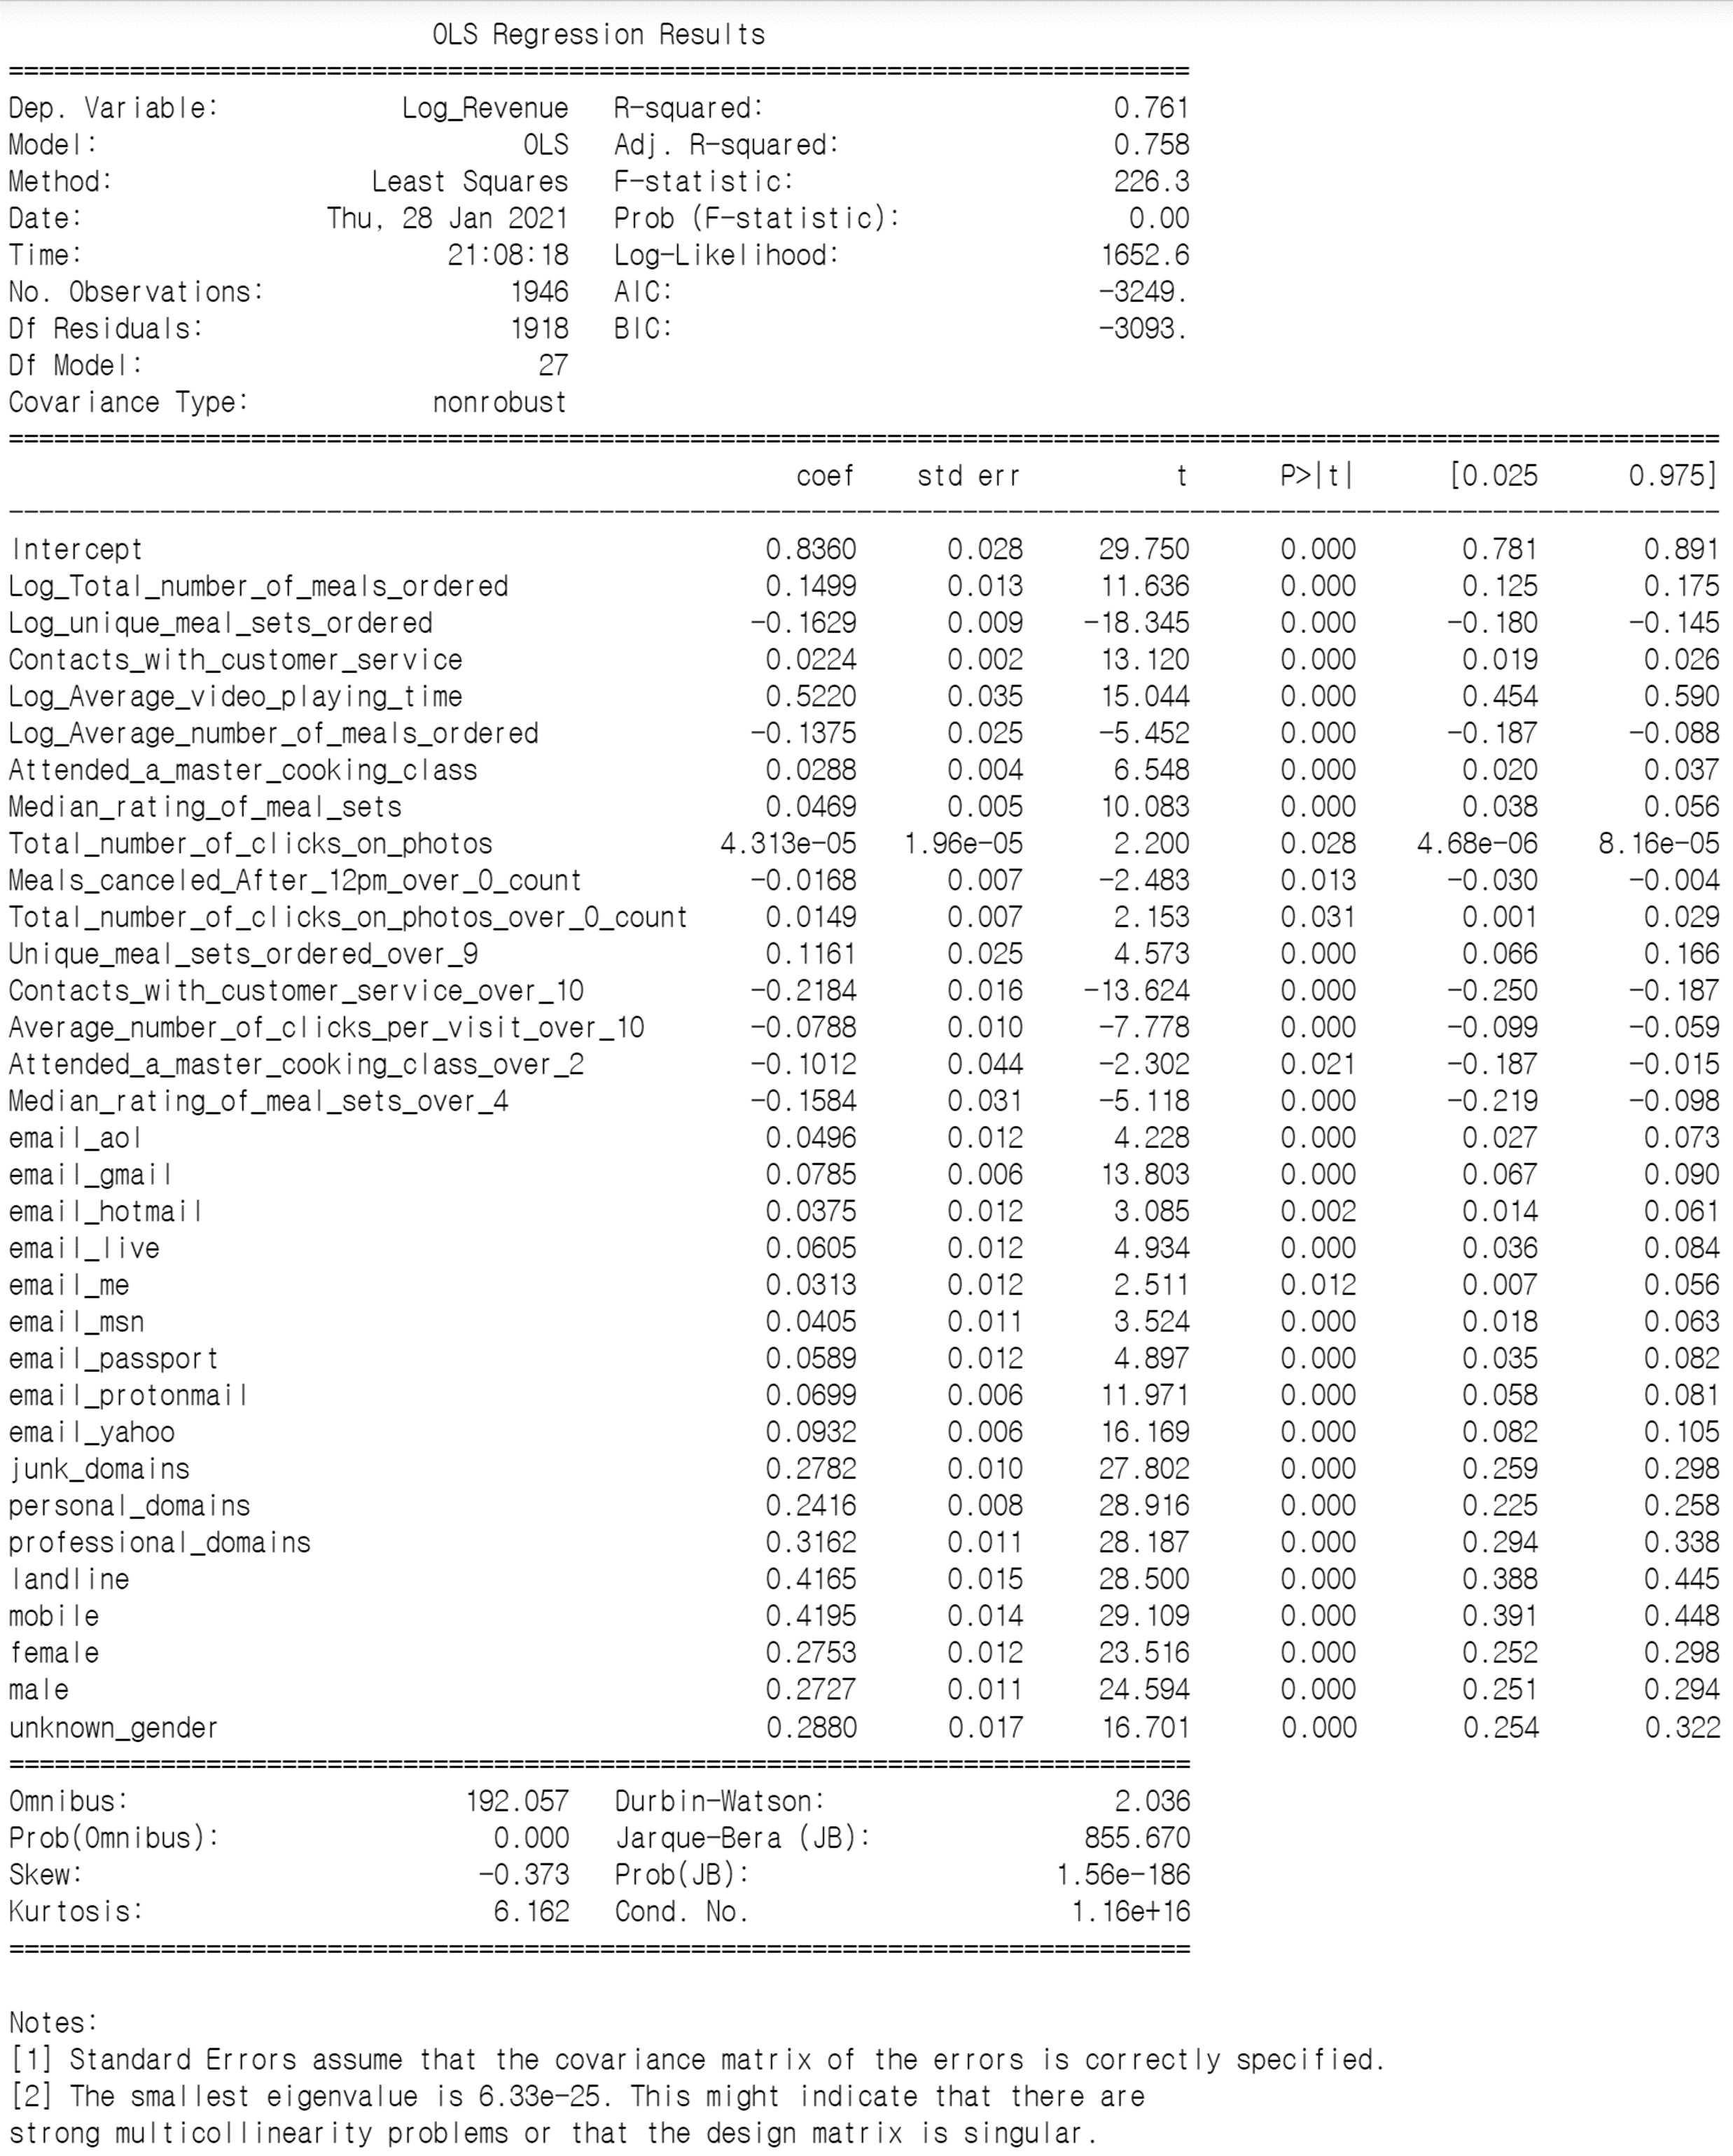 OLS Regression Results
==============================================================================
Dep. Variable: Log_Revenue R-squared: 0.761
Model: OLS Adj. R-squared: 0.758
Method: Least Squares F-statistic: 226.3
Date: Thu, 28 Jan 2021 Prob (F-statistic): 0.00
Time: 21:08:18 Log-Likelihood: 1652.6
No. Observations: 1946 AIC: -3249.
Df Residuals: 1918 BIC: -3093.
Df Model: 27
Covariance Type: nonrobust
=================================================================================================================
coef std err t P>|t| [0.025 0.975]
-----------------------------------------------------------------------------------------------------------------
Intercept 0.8360 0.028 29.750 0.000 0.781 0.891
Log_Total_number_of_meals_ordered 0.1499 0.013 11.636 0.000 0.125 0.175
Log_unique_meal_sets_ordered -0.1629 0.009 -18.345 0.000 -0.180 -0.145
Contacts_with_customer_service 0.0224 0.002 13.120 0.000 0.019 0.026
Log_Average_video_playing_time 0.5220 0.035 15.044 0.000 0.454 0.590
Log_Average_number_of_meals_ordered -0.1375 0.025 -5.452 0.000 -0.187 -0.088
Attended_a_master_cooking_class 0.0288 0.004 6.548 0.000 0.020 0.037
Median_rating_of_meal_sets 0.0469 0.005 10.083 0.000 0.038 0.056
Total_number_of_clicks_on_photos 4.313e-05 1.96e-05 2.200 0.028 4.68e-06 8.16e-05
Meals_canceled_After_12pm_over_0_count -0.0168 0.007 -2.483 0.013 -0.030 -0.004
Total_number_of_clicks_on_photos_over_0_count 0.0149 0.007 2.153 0.031 0.001 0.029
Unique_meal_sets_ordered_over_9 0.1161 0.025 4.573 0.000 0.066 0.166
Contacts_with_customer_service_over_10 -0.2184 0.016 -13.624 0.000 -0.250 -0.187
Average_number_of_clicks_per_visit_over_10 -0.0788 0.010 -7.778 0.000 -0.099 -0.059
Attended_a_master_cooking_class_over_2 -0.1012 0.044 -2.302 0.021 -0.187 -0.015
Median_rating_of_meal_sets_over_4 -0.1584 0.031 -5.118 0.000 -0.219 -0.098
email_aol 0.0496 0.012 4.228 0.000 0.027 0.073
email_gmail 0.0785 0.006 13.803 0.000 0.067 0.090
email_hotmail 0.0375 0.012 3.085 0.002 0.014 0.061
email_live 0.0605 0.012 4.934 0.000 0.036 0.084
email_me 0.0313 0.012 2.511 0.012 0.007 0.056
email_msn 0.0405 0.011 3.524 0.000 0.018 0.063
email_passport 0.0589 0.012 4.897 0.000 0.035 0.082
email_protonmail 0.0699 0.006 11.971 0.000 0.058 0.081
email_yahoo 0.0932 0.006 16.169 0.000 0.082 0.105
junk_domains 0.2782 0.010 27.802 0.000 0.259 0.298
personal_domains 0.2416 0.008 28.916 0.000 0.225 0.258
professional_domains 0.3162 0.011 28.187 0.000 0.294 0.338
landline 0.4165 0.015 28.500 0.000 0.388 0.445
mobile 0.4195 0.014 29.109 0.000 0.391 0.448
female 0.2753 0.012 23.516 0.000 0.252 0.298
male 0.2727 0.011 24.594 0.000 0.251 0.294
unknown_gender 0.2880 0.017 16.701 0.000 0.254 0.322
==============================================================================
Omnibus: 192.057 Durbin-Watson: 2.036
Prob(Omnibus): 0.000 Jarque-Bera (JB): 855.670
Skew: -0.373 Prob(JB): 1.56e-186
Kurtosis: 6.162 Cond. No. 1.16e+16
==============================================================================
Notes:
[1] Standard Errors assume that the covariance matrix of the errors is correctly specified.
[2] The smallest eigenvalue is 6.33e-25. This might indicate that there are
strong multicollinearity problems or that the design matrix is singular.